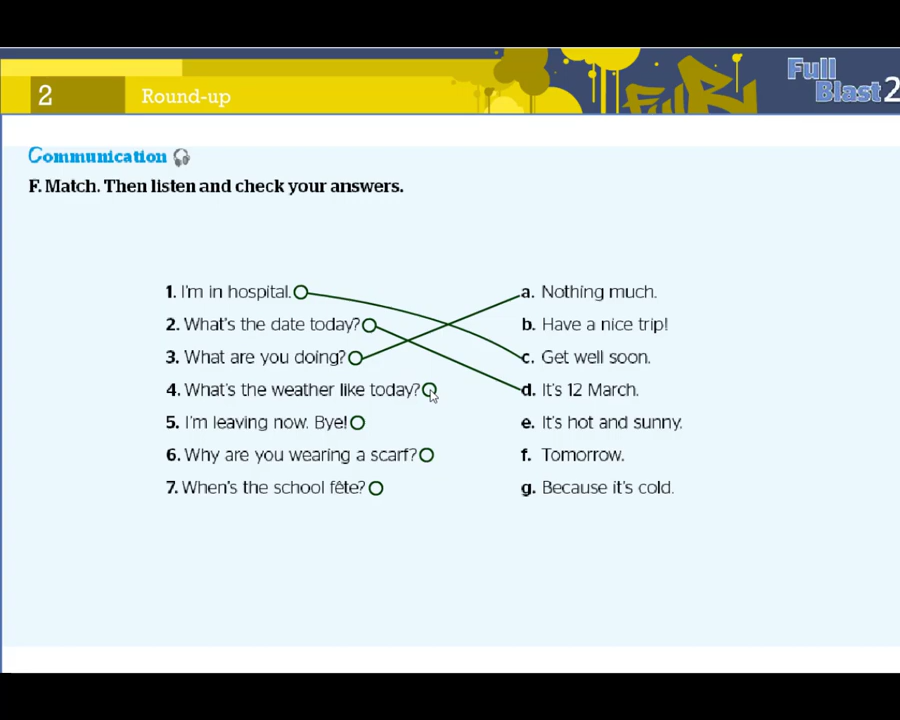 2 Round-up
Full
Blast 2
Communication
F. Match. Then listen and check your answers.
1. I'm in hospital.
2. What's the date today?
3. What are you doing?
4. What's the weather like today?
5. I'm leaving now. Bye!
6. Why are you wearing a scarf?
7. When's the school fête?
a. Nothing much.
b. Have a nice trip!
c. Get well soon.
d. It's 12 March.
e. It's hot and sunny.
f. Tomorrow.
g. Because it's cold.